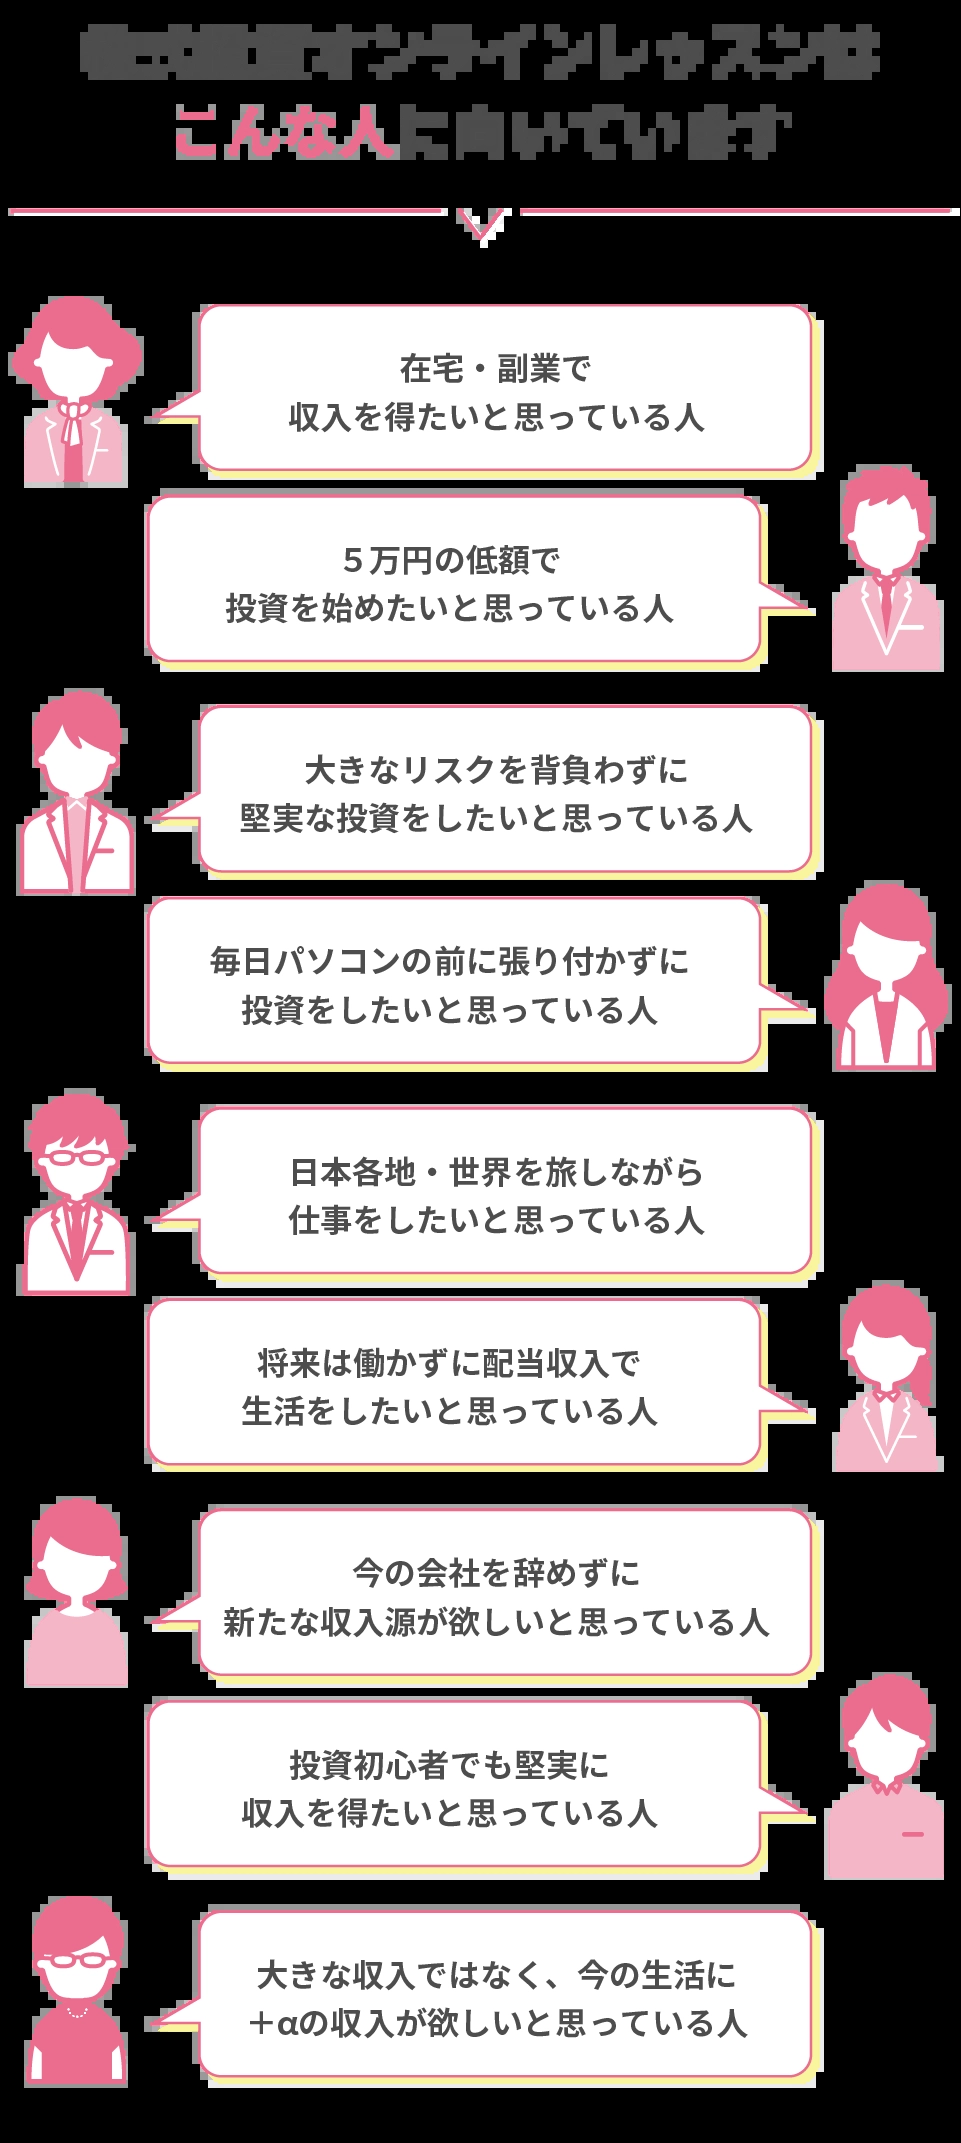 オンラインレッスンは
こんな人に向いています
在宅・副業で
収入を得たいと思っている人
５万円の低額で
投資を始めたいと思っている人
大きなリスクを背負わずに
堅実な投資をしたいと思っている人
毎日パソコンの前に張り付かずに
投資をしたいと思っている人
日本各地・世界を旅しながら
仕事をしたいと思っている人
将来は働かずに配当収入で
生活をしたいと思っている人
今の会社を辞めずに
新たな収入源が欲しいと思っている人
投資初心者でも堅実に
収入を得たいと思っている人
大きな収入ではなく、今の生活に
＋αの収入が欲しいと思っている人